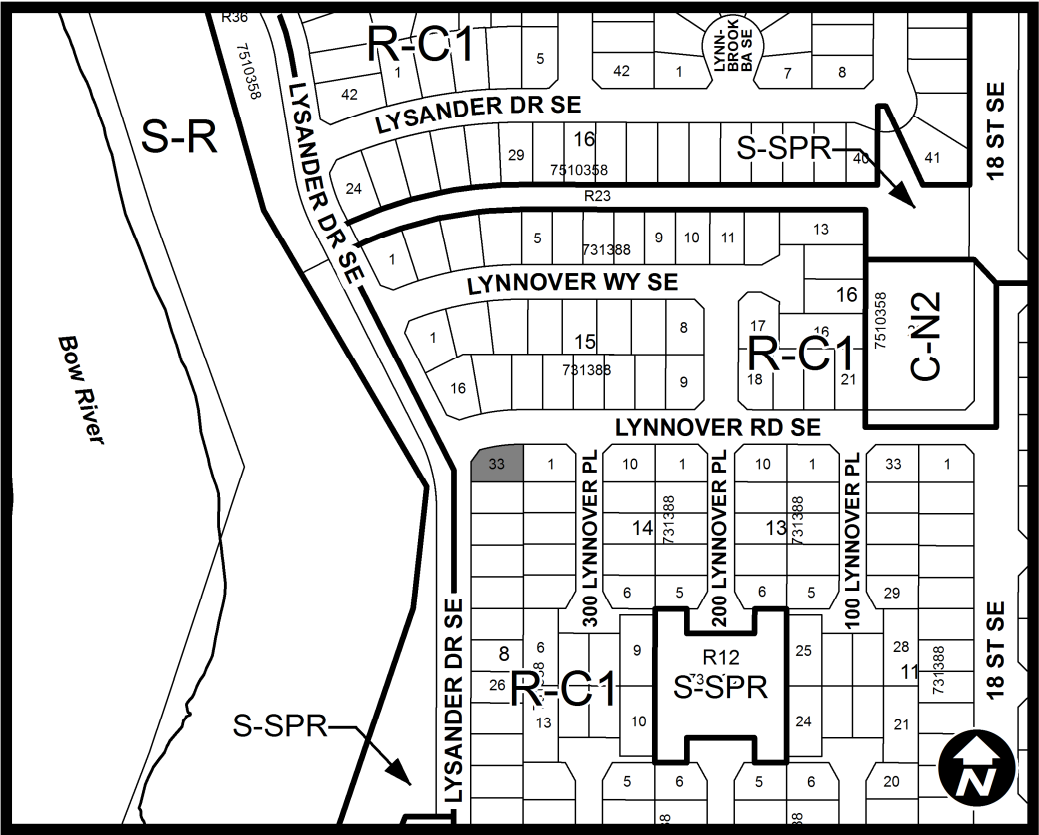 R36
7510358
R-C1
1
5
42
42
1
LYNN-
BROOK
BA SE
7
8
LYSANDER DR SE
LYSANDER DR SE
S-R
18 ST SE
29
16
7510358
S-SPR
40
41
24
R23
13
5
731388
9
10
11
1
LYNNOVER WY SE
16
7510358
C-N2
1
15
731388
8
17
16
R-C1
16
9
18
21
Bow River
LYNNOVER RD SE
33
1
300 LYNNOVER PL
10
1
200 LYNNOVER PL
10
1
100 LYNNOVER PL
33
1
14
731388
13
731388
6
5
6
5
29
LYSANDER DR SE
18 ST SE
8
6
9
R12
S-SPR
25
28
11
731388
26
R-C1
13
10
24
21
S-SPR
5
6
5
6
20
N